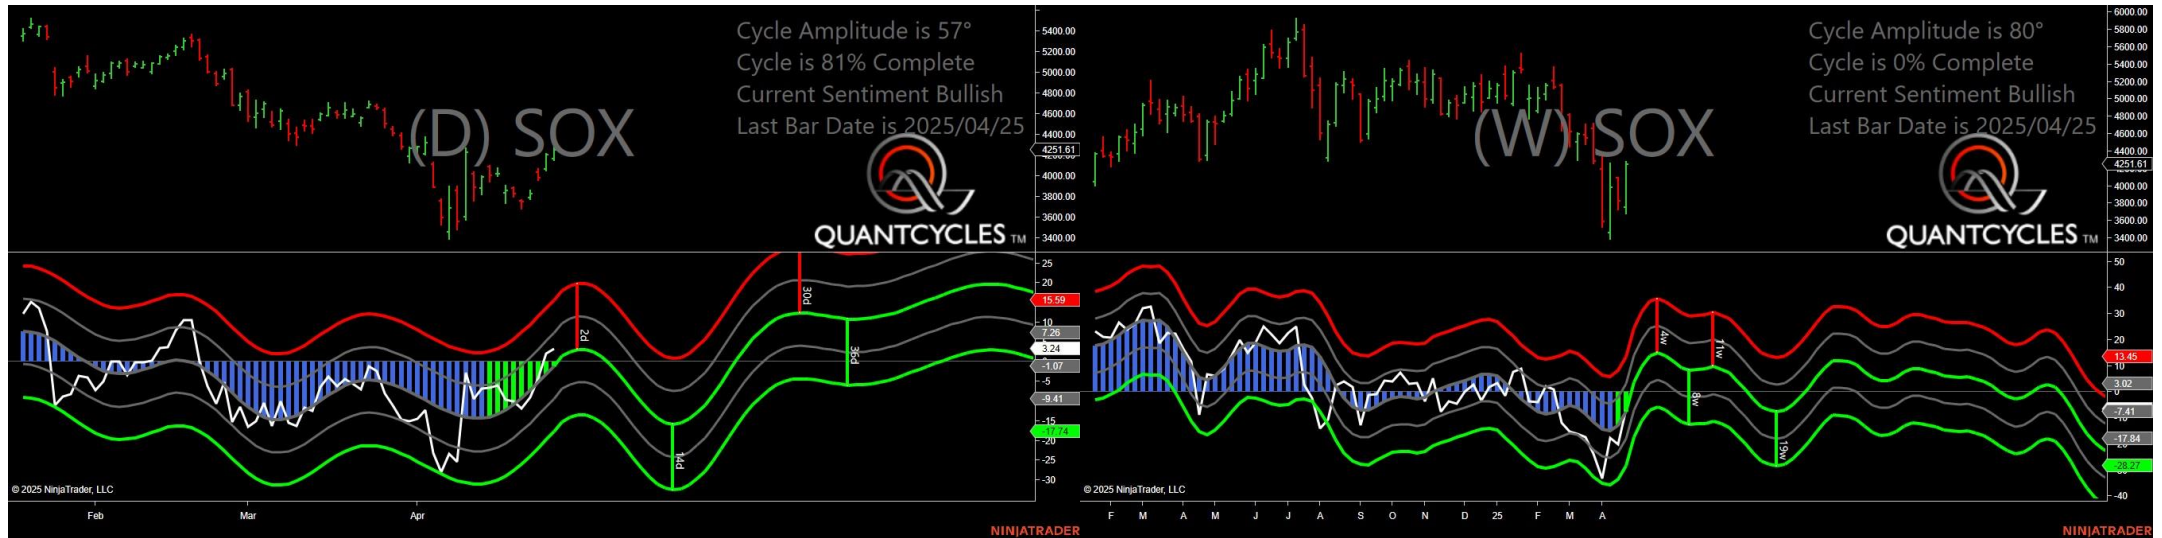 Cycle Amplitude is 57°
Cycle is 81% Complete
Current Sentiment Bullish
Last Bar Date is 2025/04/25
(D) SOX
QUANTCYCLES TM
5400.00
5000.00
4800.00
4400.00
4251.61
4000.00
3800.00
3600.00
3400.00
25
20
15.59
10
7.26
3.24
-1.07
-5
-9.41
-15
-17.74
-20
-25
-30
2d
14d
30d
36d
© 2025 NinjaTrader, LLC
Feb Mar Apr
NINJATRADER
Cycle Amplitude is 80°
Cycle is 0% Complete
Current Sentiment Bullish
Last Bar Date is 2025/04/25
(W) SOX
QUANTCYCLES TM
6000.00
5800.00
5600.00
5400.00
5200.00
5000.00
4800.00
4600.00
4400.00
4251.61
4000.00
3800.00
3600.00
3400.00
50
40
30
20
13.45
10
3.02
0
-7.41
-17.84
-28.27
-40
4w
8w
11w
19w
© 2025 NinjaTrader, LLC
F M A M J J A S O N D 25 F M A
NINJATRADER